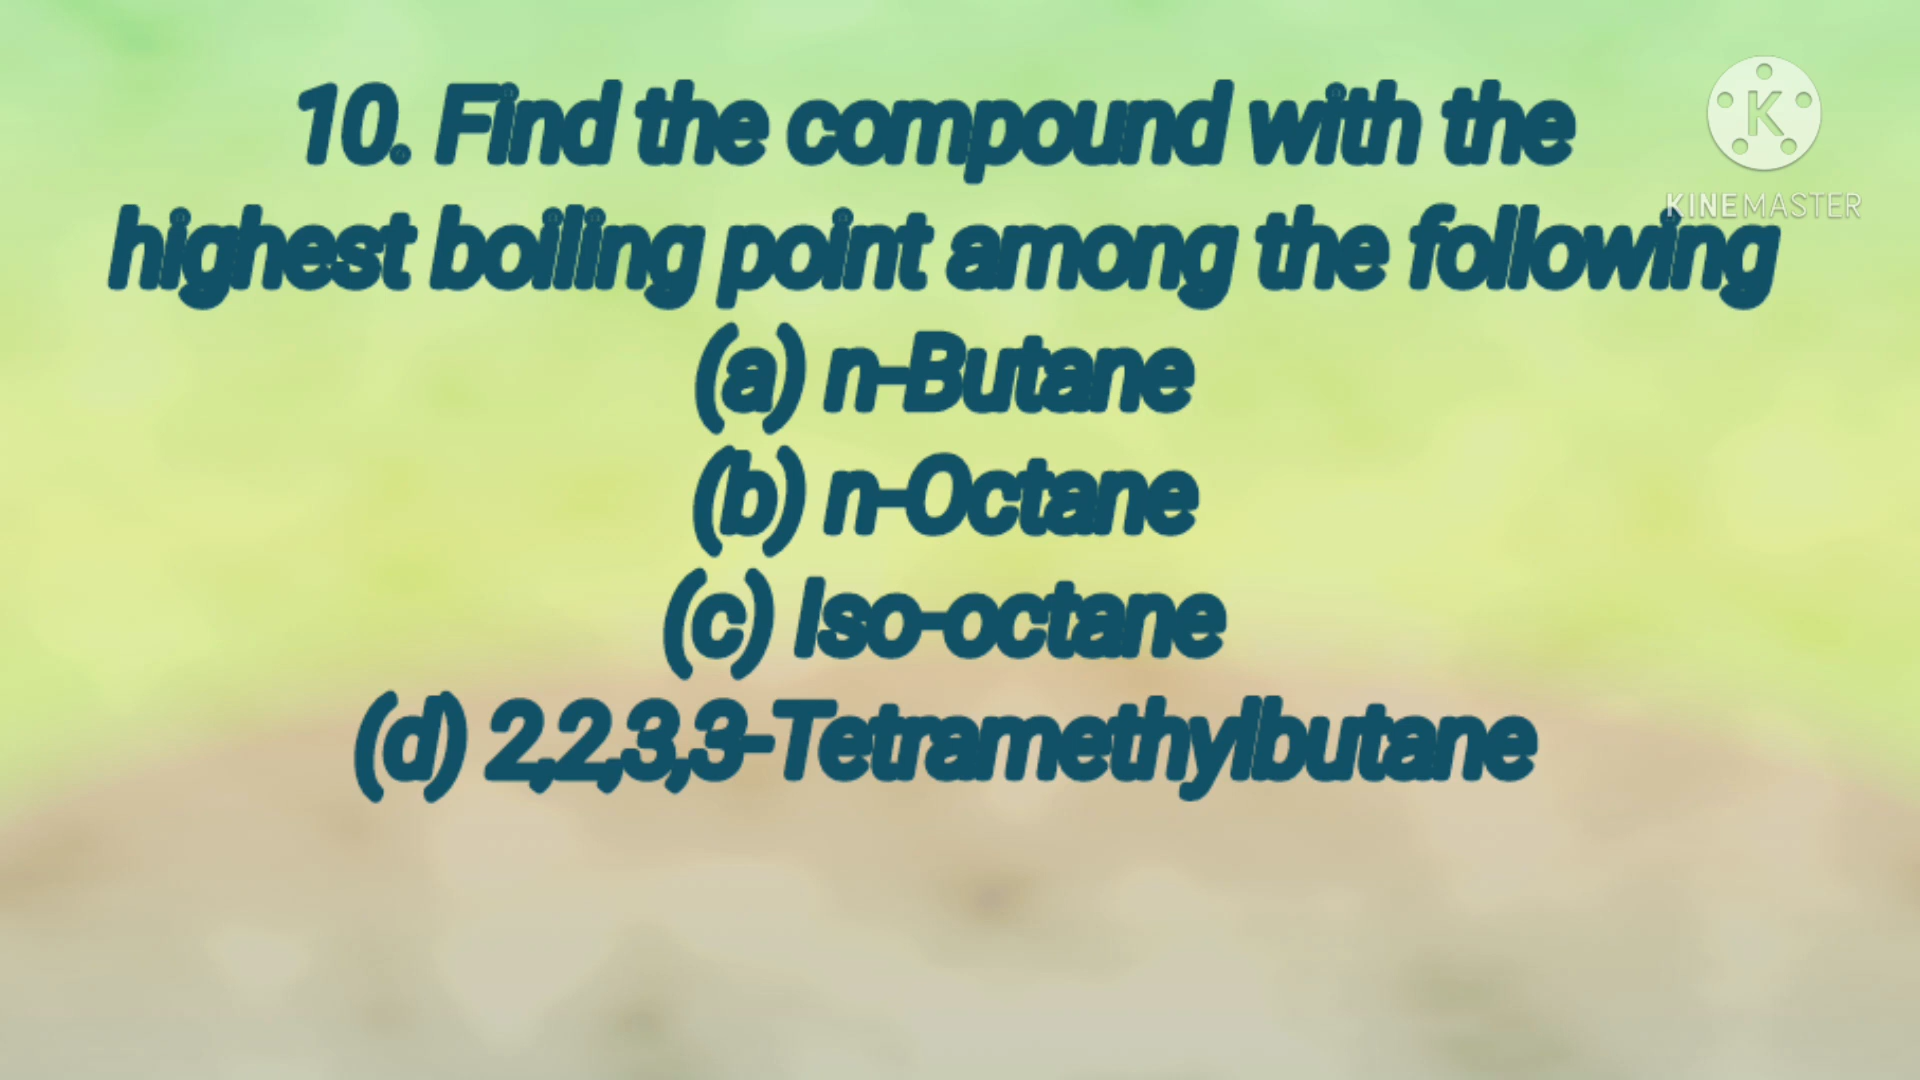 10. Find the compound with the
highest boiling point among the following
(a) n-Butane
(b) n-Octane
(c) Iso-octane
(d) 2,2,3,3-Tetramethylbutane
K
KINEMASTER